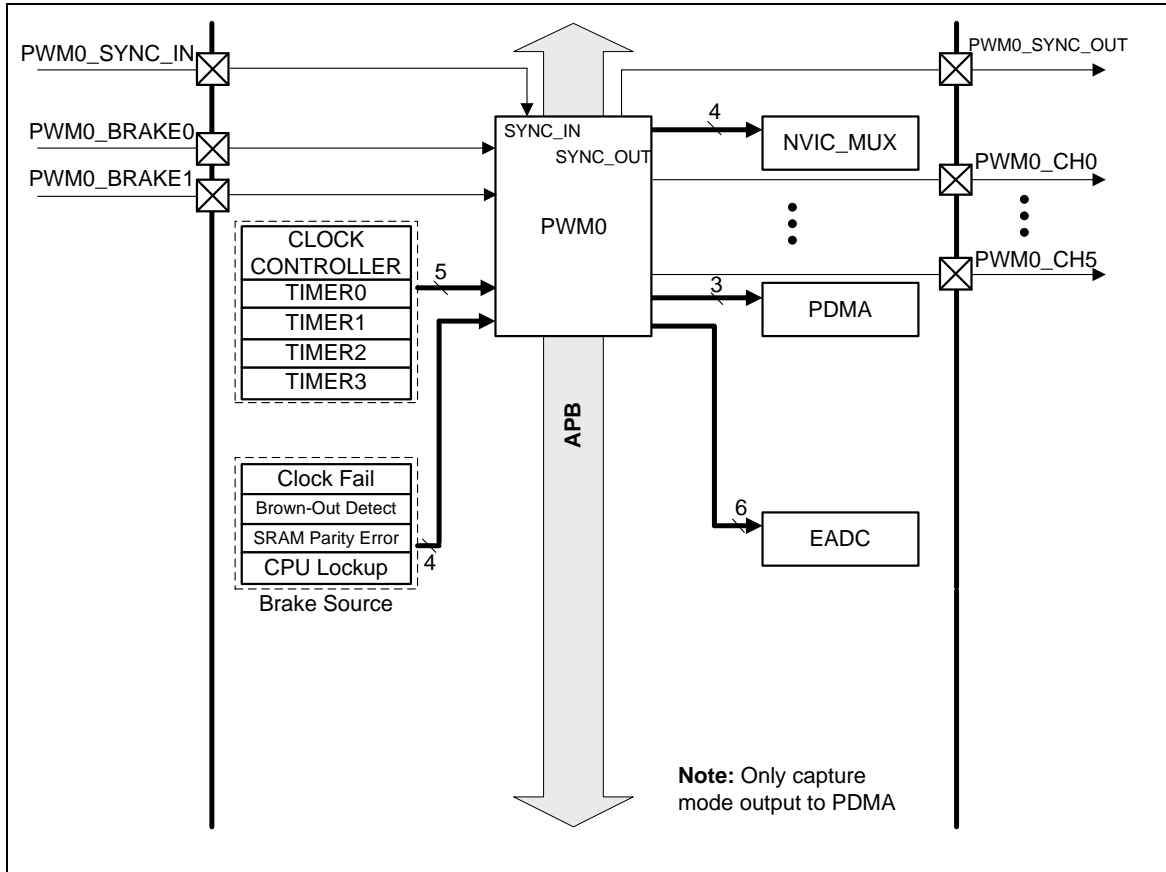 PWM0_SYNC_IN
PWM0_SYNC_OUT
PWM0_BRAKE0
PWM0_BRAKE1
SYNC_IN
SYNC_OUT
PWM0
4
NVIC_MUX
PWM0_CH0
PWM0_CH5
CLOCK
CONTROLLER
TIMER0
TIMER1
TIMER2
TIMER3
5
3
PDMA
APB
Clock Fail
Brown-Out Detect
SRAM Parity Error
CPU Lockup
4
Brake Source
6
EADC
Note: Only capture
mode output to PDMA